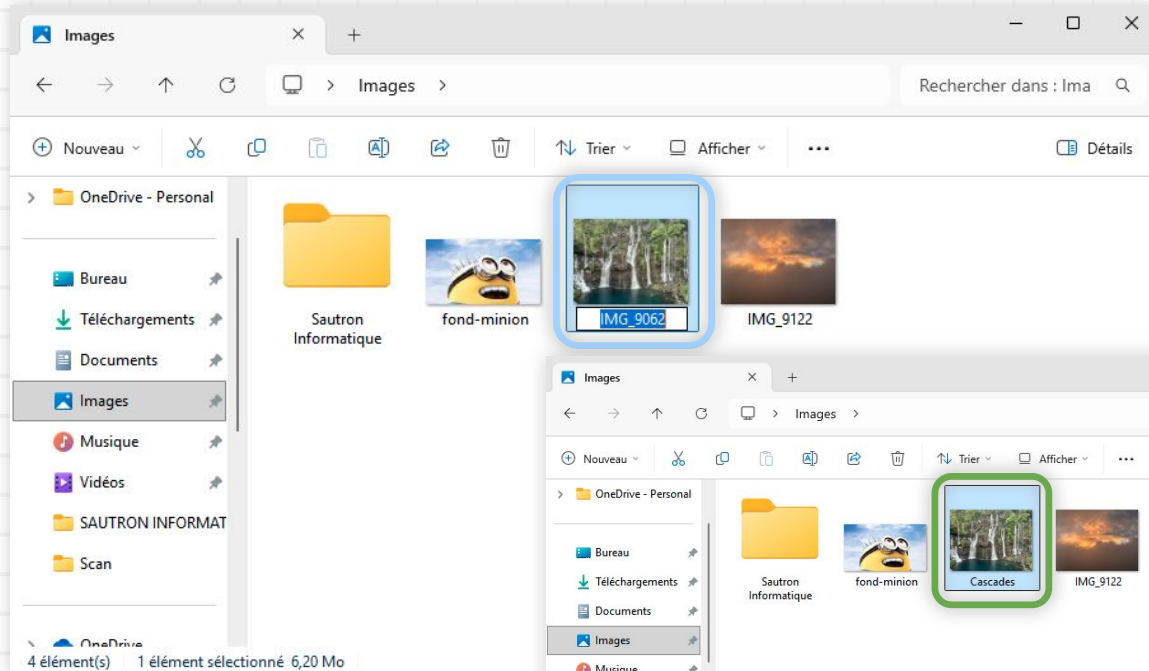 Images
Images
Rechercher dans : Ima
Nouveau
Trier
Afficher
Détails
OneDrive - Personal
Bureau
Téléchargements
Documents
Images
Musique
Vidéos
SAUTRON INFORMAT
Scan
OneDrive
4 élément(s) 1 élément sélectionné 6,20 Mo
Sautron
Informatique
fond-minion
IMG_9062
IMG_9122
Images
Images
Nouveau
Trier
Afficher
OneDrive - Personal
Bureau
Téléchargements
Documents
Images
Musique
Sautron
Informatique
fond-minion
Cascades
IMG_9122